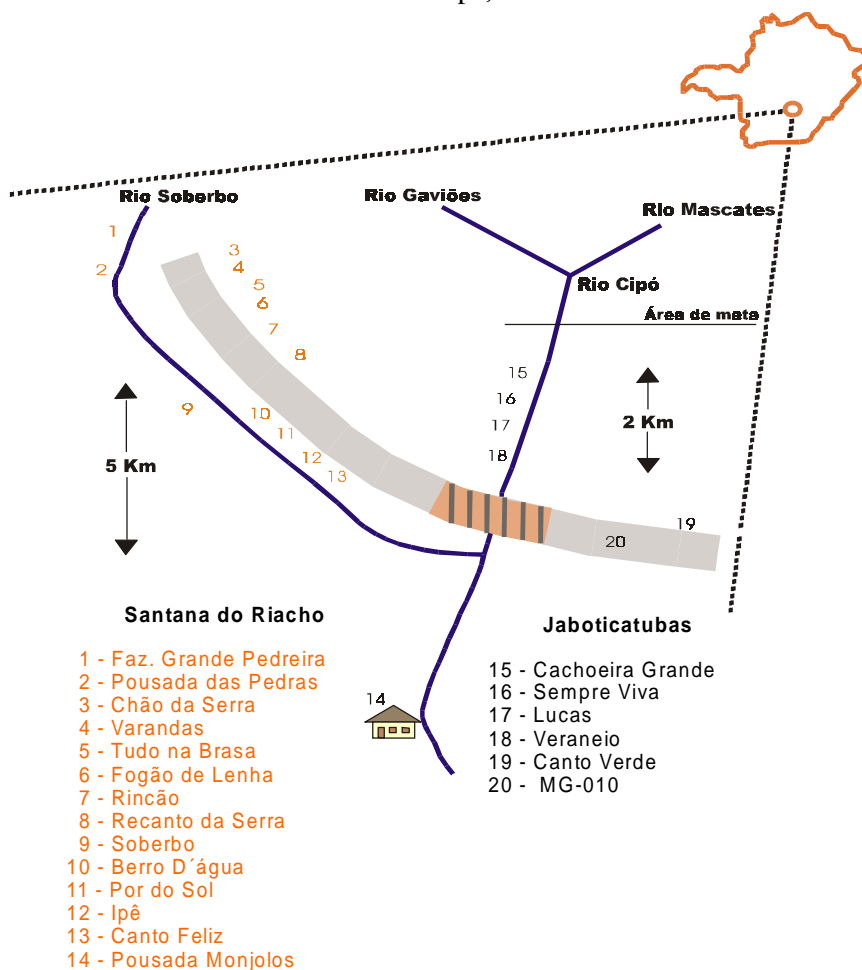 Rio Soberbo
Rio Gaviões
RIo Mascates
Rio Cipó
Área de mata
1
2
3
4
5
6
7
8
9
10
11
12
13
15
16
17
18
19
20
5 Km
2 Km
14
Santana do Riacho
1 - Faz. Grande Pedreira
2 - Pousada das Pedras
3 - Chão da Serra
4 - Varandas
5 - Tudo na Brasa
6 - Fogão de Lenha
7 - Rincão
8 - Recanto da Serra
9 - Soberbo
10 - Berro D´água
11 - Por do Sol
12 - Ipê
13 - Canto Feliz
14 - Pousada Monjolos
Jaboticatubas
15 - Cachoeira Grande
16 - Sempre Viva
17 - Lucas
18 - Veraneio
19 - Canto Verde
20 - MG-010